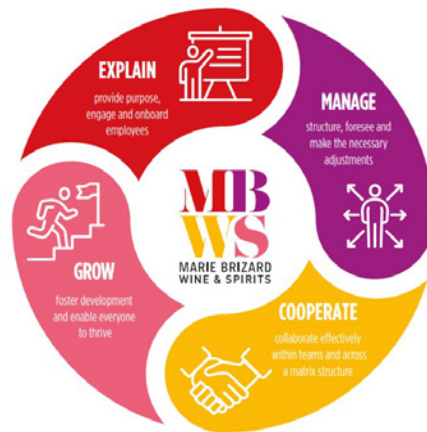 EXPLAIN
provide purpose,
engage and onboard
employees
MANAGE
structure, foresee and
make the necessary
adjustments
MB
WS
MARIE BRIZARD
WINE & SPIRITS
GROW
foster development
and enable everyone
to thrive
COOPERATE
collaborate effectively
within teams and across
a matrix structure